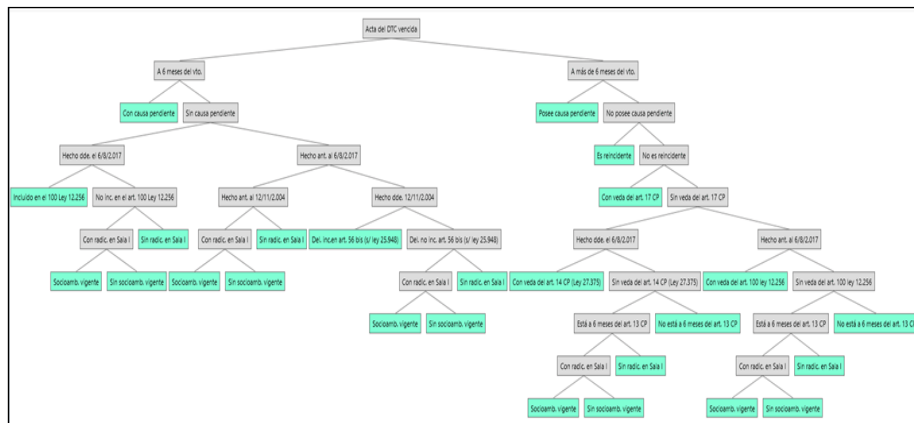 Acta del DTC vencida
A 6 meses del vto.
A más de 6 meses del vto.
Con causa pendiente
Sin causa pendiente
Posee causa pendiente
No posee causa pendiente
Hecho dde. el 6/8/2.017
Hecho ant. al 6/8/2.017
Es reincidente
No es reincidente
Incluido en el 100 Ley 12.256
No inc. en el art. 100 Ley 12.256
Hecho ant. al 12/11/2.004
Hecho dde. 12/11/2.004
Con veda del art. 17 CP
Sin veda del art. 17 CP
Con radic. en Sala I
Sin radic. en Sala I
Con radic. en Sala I
Sin radic. en Sala I
Del. inc.en art. 56 bis (s/ ley 25.948)
Del. no inc. art. 56 bis (s/ ley 25.948)
Hecho dde. el 6/8/2.017
Hecho ant. al 6/8/2.017
Socioamb. vigente
Sin socioamb. vigente
Socioamb. vigente
Sin socioamb. vigente
Con radic. en Sala I
Sin radic. en Sala I
Con veda del art. 14 CP (Ley 27.375)
Sin veda del art. 14 CP (Ley 27.375)
Con veda del art. 100 ley 12.256
Sin veda del art. 100 ley 12.256
Socioamb. vigente
Sin socioamb. vigente
Está a 6 meses del art. 13 CP
No está a 6 meses del art. 13 CP
Está a 6 meses del art. 13 CP
No está a 6 meses del art. 13
Con radic. en Sala I
Sin radic. en Sala I
Con radic. en Sala I
Sin radic. en Sala I
Socioamb. vigente
Sin socioamb. vigente
Socioamb. vigente
Sin socioamb. vigente